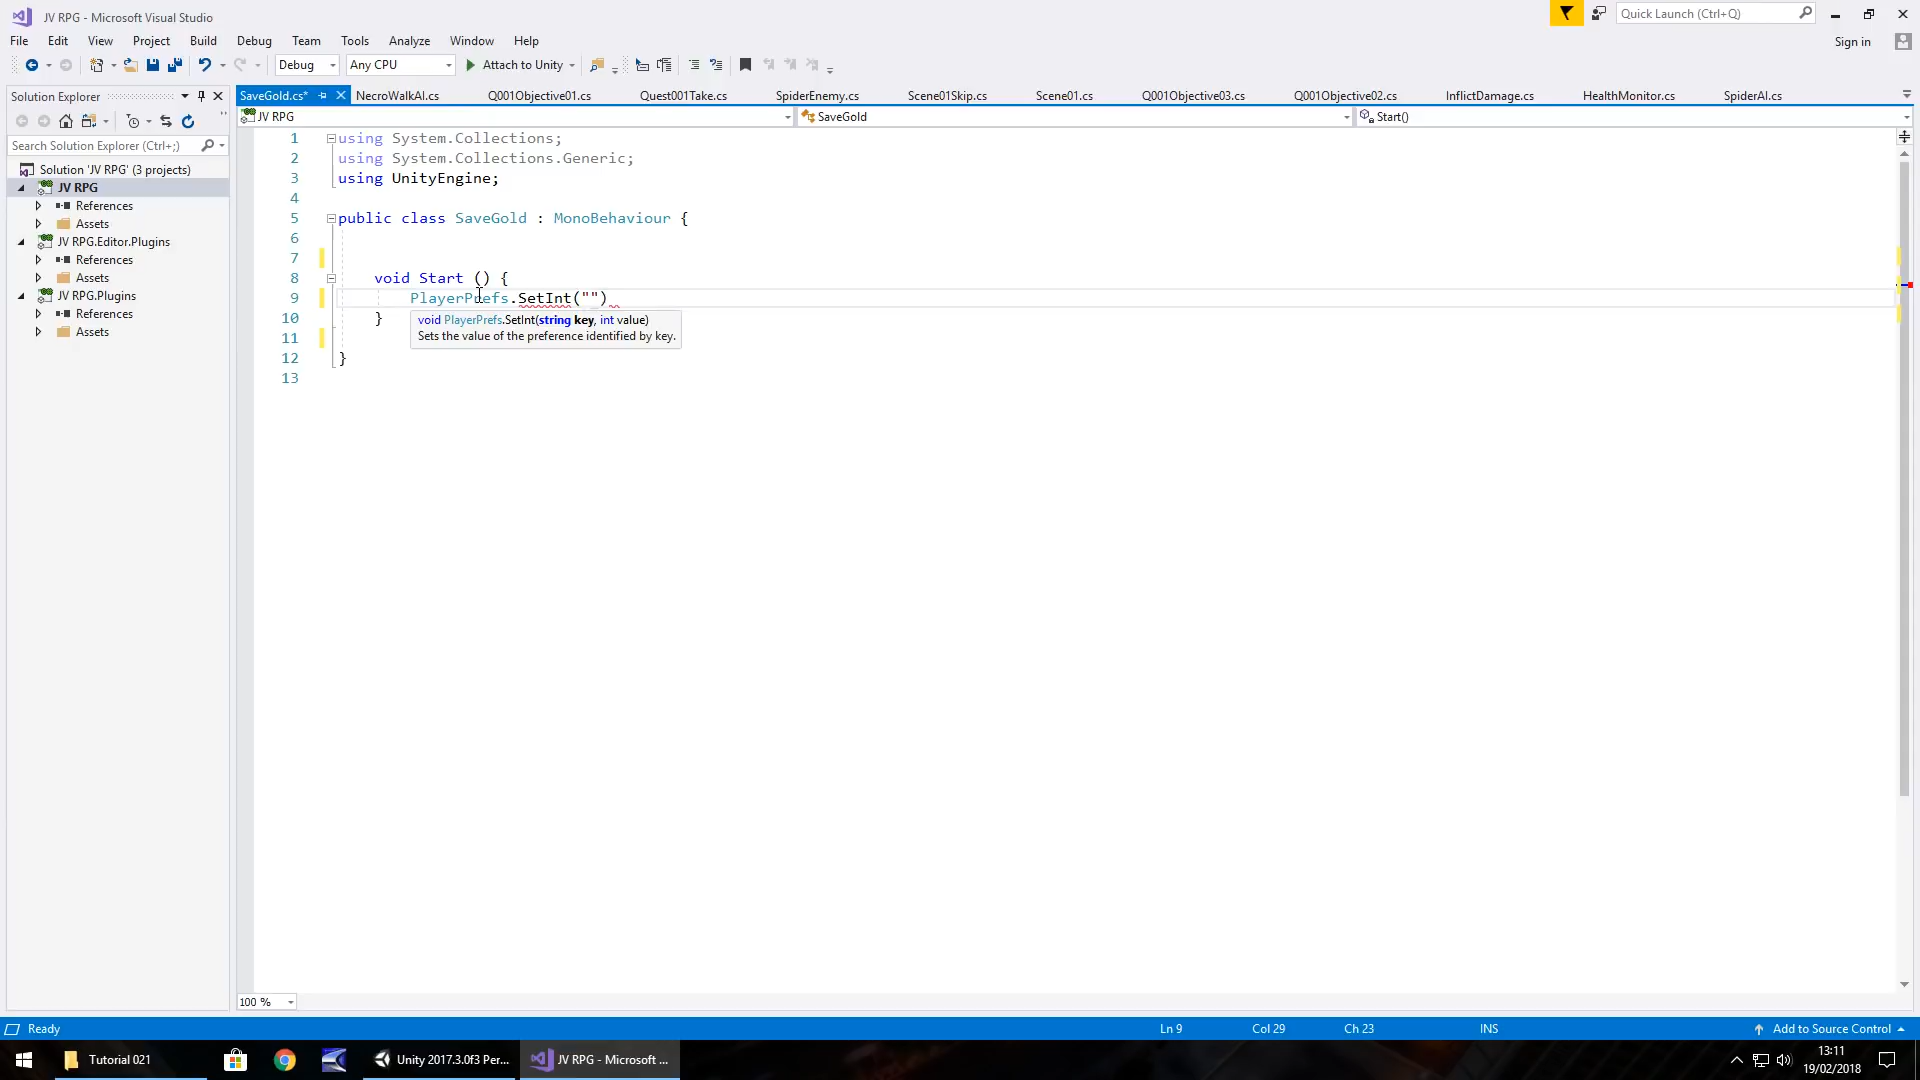 JV RPG - Microsoft Visual Studio
Quick Launch (Ctrl+Q)
File Edit View Project Build Debug Team Tools Analyze Window Help
Sign in
Debug Any CPU Attach to Unity
Solution Explorer
SaveGold.cs* NecroWalkAI.cs Q001Objective01.cs Quest001Take.cs SpiderEnemy.cs Scene01Skip.cs Scene01.cs Q001Objective03.cs Q001Objective02.cs InflictDamage.cs HealthMonitor.cs SpiderAI.cs
JV RPG SaveGold Start()
Search Solution Explorer (Ctrl+;)
Solution 'JV RPG' (3 projects)
JV RPG
References
Assets
JV RPG.Editor.Plugins
References
Assets
JV RPG.Plugins
References
Assets
1 using System.Collections;
2 using System.Collections.Generic;
3 using UnityEngine;
4
5 public class SaveGold : MonoBehaviour {
6
7
8 void Start () {
9 PlayerPrefs.SetInt("")
10 }
void PlayerPrefs.SetInt(string key, int value)
Sets the value of the preference identified by key.
11
12 }
13
100 %
Ready Ln 9 Col 29 Ch 23 INS Add to Source Control
Tutorial 021 Unity 2017.3.0f3 Per... JV RPG - Microsoft ...
13:11
19/02/2018